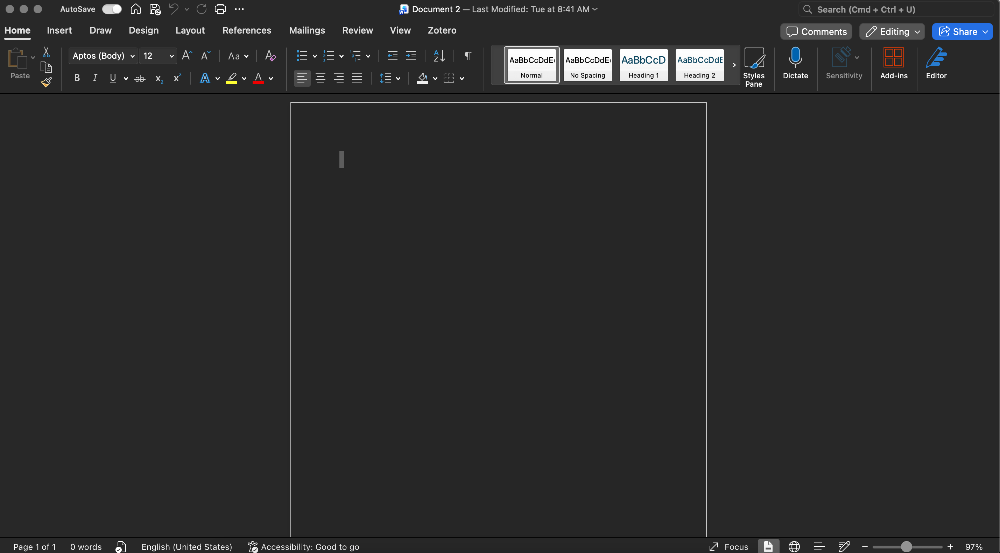 AutoSave
Document 2 — Last Modified: Tue at 8:41 AM
Search (Cmd + Ctrl + U)
Home Insert Draw Design Layout References Mailings Review View Zotero
Comments Editing Share
Paste
Aptos (Body) 12
AaBbCcDdE
Normal
AaBbCcDdE
No Spacing
AaBbCcD
Heading 1
AaBbCcDdE
Heading 2
Styles
Pane
Dictate
Sensitivity
Add-ins
Editor
Page 1 of 1 0 words English (United States) Accessibility: Good to go
Focus 97%